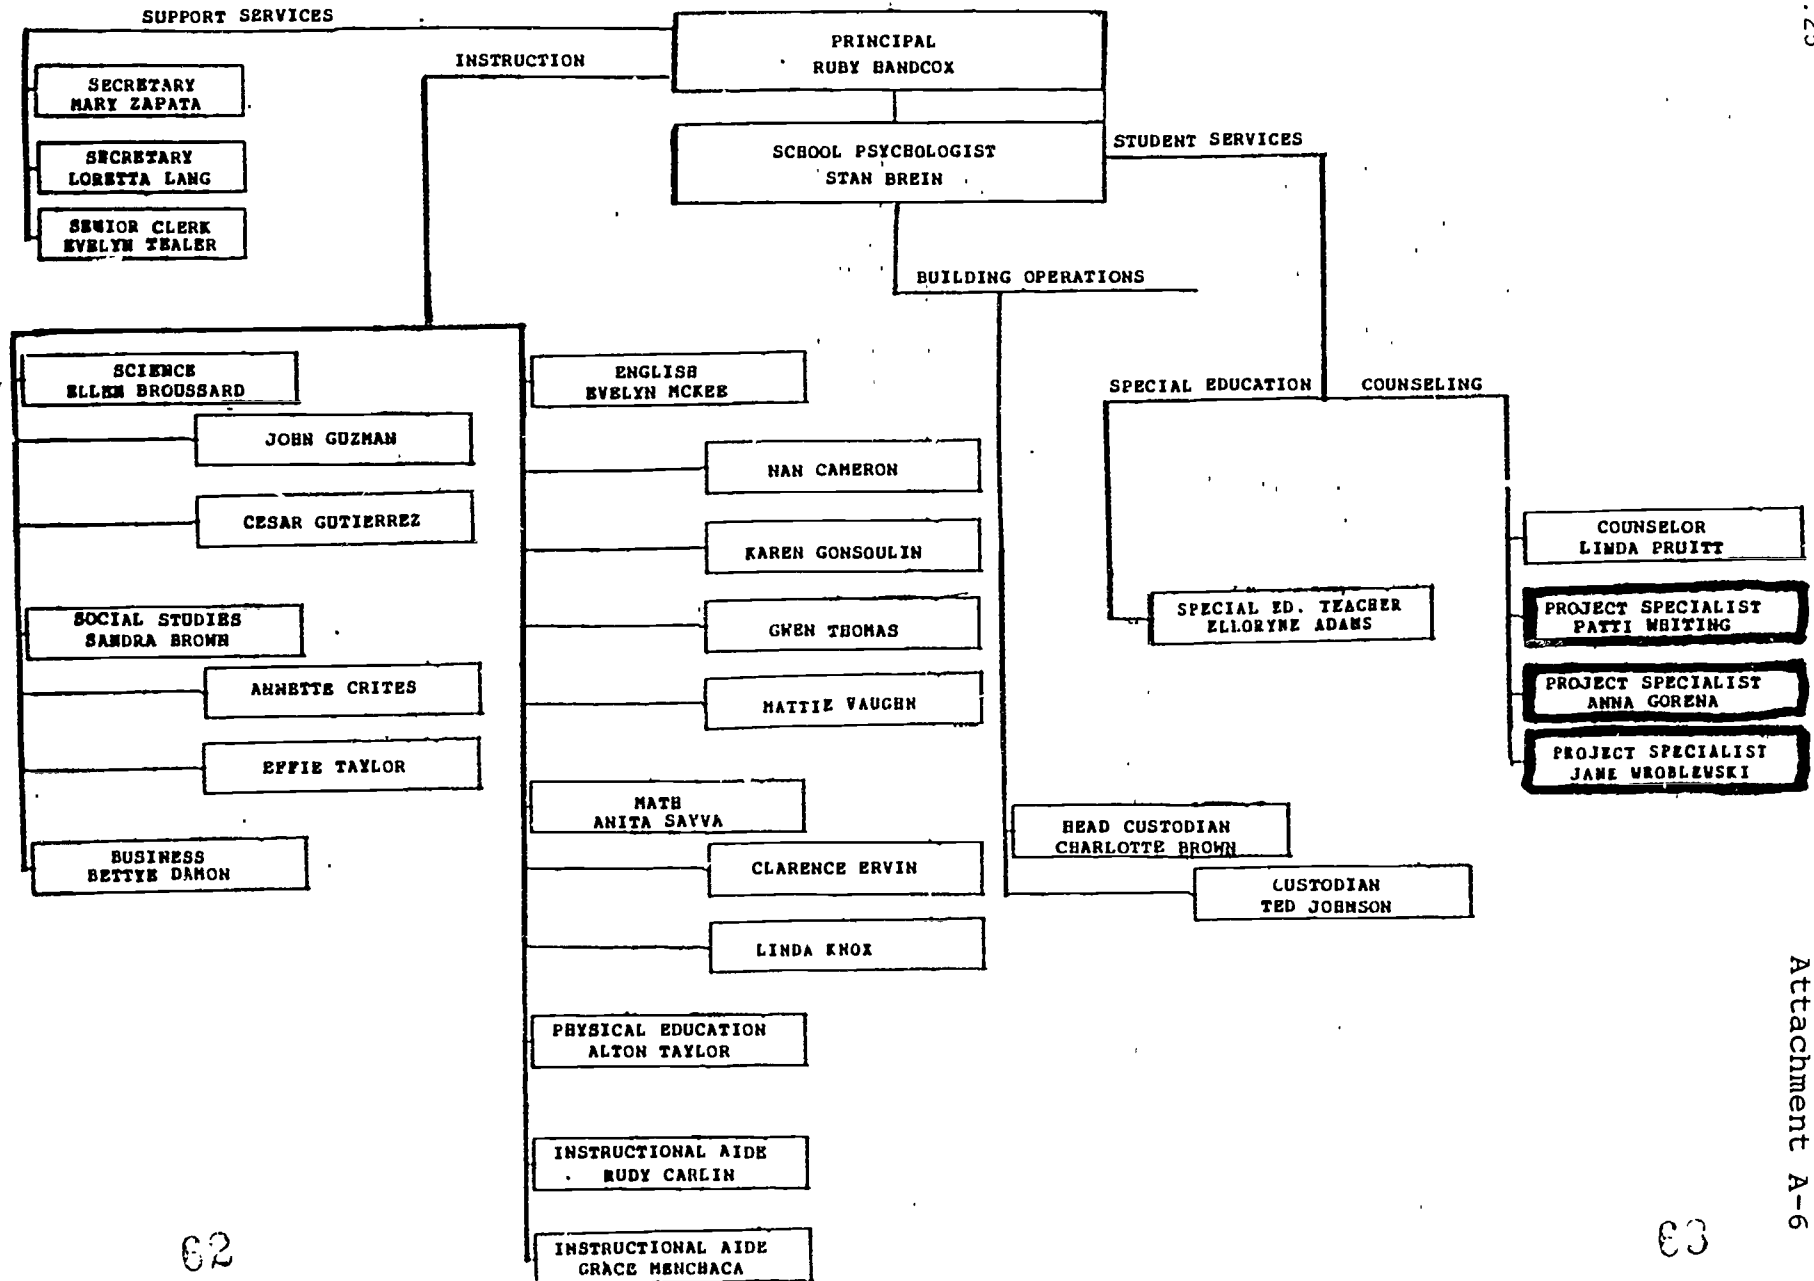 SUPPORT SERVICES
PRINCIPAL
RUBY HANDCOX
INSTRUCTION
SECRETARY
MARY ZAPATA
SCHOOL PSYCHOLOGIST
STAN BREIN
STUDENT SERVICES
SECRETARY
LORETTA LANG
SENIOR CLERK
EVELYN THALER
BUILDING OPERATIONS
SCIENCE
ELLEN BROUSSARD
JOHN GUZMAN
CESAR GUTIERREZ
SOCIAL STUDIES
SANDRA BROWN
ANNETTE CRITES
EFFIE TAYLOR
BUSINESS
BETTYE DAMON
ENGLISH
EVELYN MCKEE
NAN CAMERON
KAREN GONSOULIN
GWEN THOMAS
MATTIE VAUGHN
MATH
ANITA SAVVA
CLARENCE ERVIN
LINDA KNOX
PHYSICAL EDUCATION
ALTON TAYLOR
INSTRUCTIONAL AIDE
RUDY CARLIN
INSTRUCTIONAL AIDE
GRACE MENCHACA
HEAD CUSTODIAN
CHARLOTTE BROWN
CUSTODIAN
TED JOHNSON
SPECIAL EDUCATION
COUNSELING
SPECIAL ED. TEACHER
ELLORYNE ADAMS
COUNSELOR
LINDA PRUITT
PROJECT SPECIALIST
PATTI WHITING
PROJECT SPECIALIST
ANNA GORENA
PROJECT SPECIALIST
JANE WROBLEWSKI
Attachment A-6
62
63